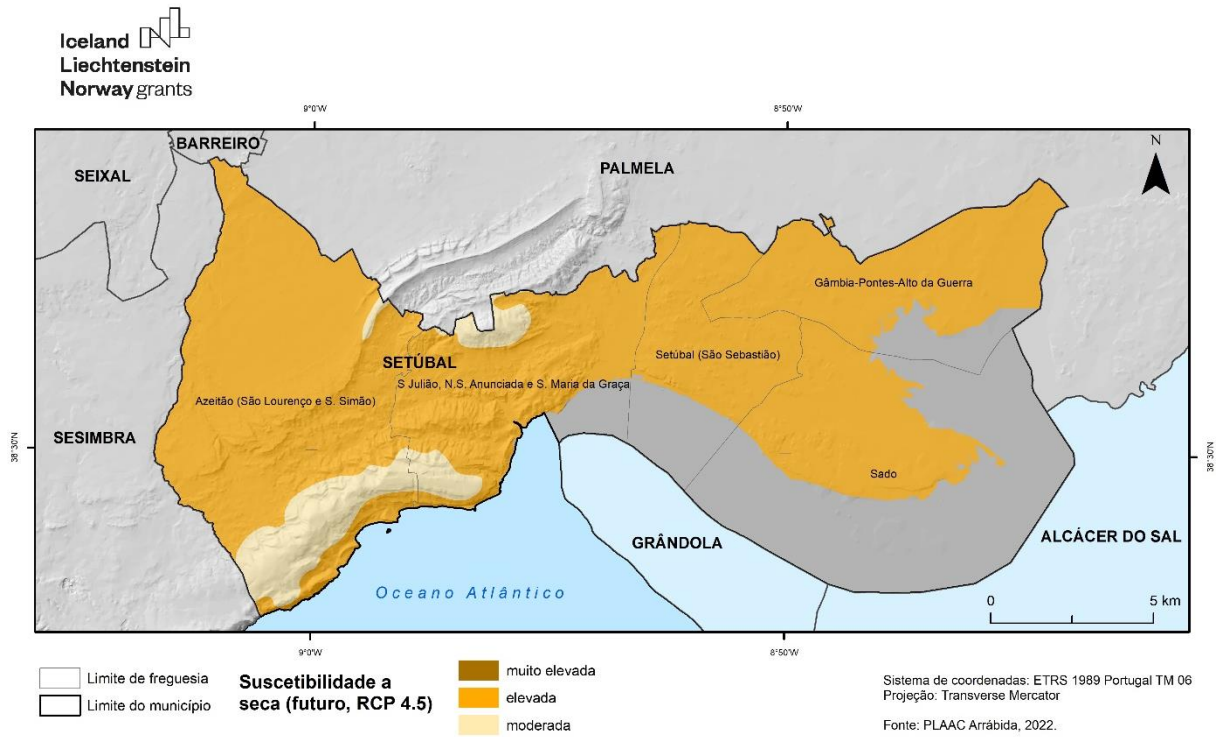 Iceland
Liechtenstein
Norway grants
9°0'W
8°50'W
BARREIRO
SEIXAL
PALMELA
N
Gâmbia-Pontes-Alto da Guerra
SETÚBAL
Setúbal (São Sebastião)
S Julião, N.S. Anunciada e S. Maria da Graça
Azeitão (São Lourenço e S. Simão)
SESIMBRA
38°30'N
38°30'N
Sado
GRÂNDOLA
ALCÁCER DO SAL
Oceano Atlântico
0 5 km
9°0'W
8°50'W
Limite de freguesia
Limite do município
Suscetibilidade a
seca (futuro, RCP 4.5)
muito elevada
elevada
moderada
Sistema de coordenadas: ETRS 1989 Portugal TM 06
Projeção: Transverse Mercator
Fonte: PLAAC Arrábida, 2022.